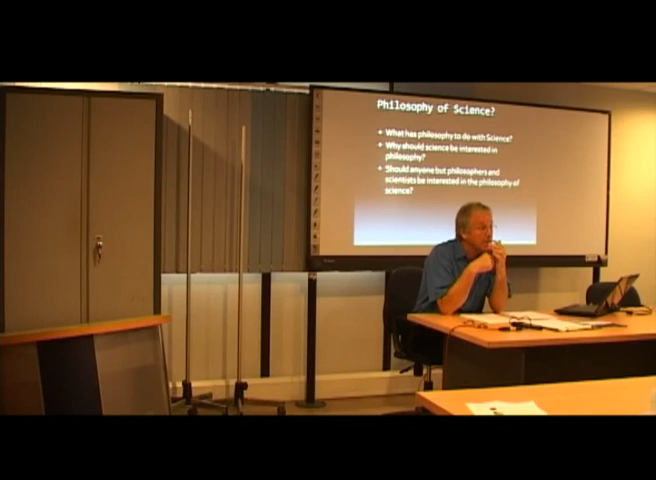 Philosophy of Science?
• What has philosophy to do with Science?
• Why should science be interested in
philosophy?
• Should anyone but philosophers and
scientists be interested in the philosophy of
science?